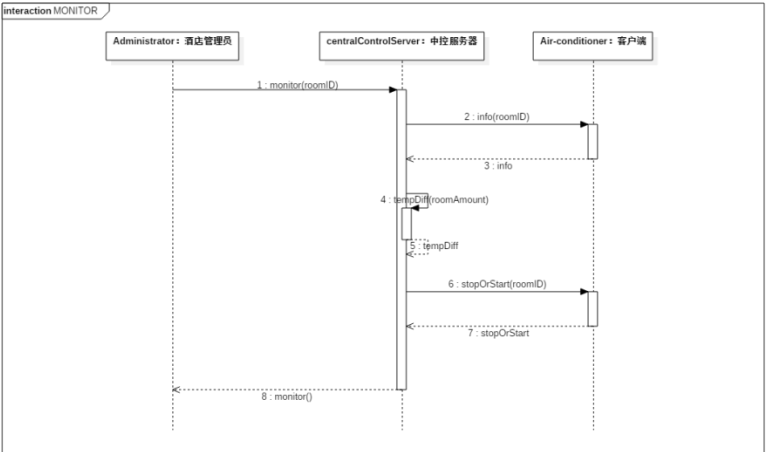 interaction MONITOR
Administrator：酒店管理员
centralControlServer：中控服务器
Air-conditioner：客户端
1 : monitor(roomID)
2 : info(roomID)
3 : info
4 : tempDiff(roomAmount)
5 : tempDiff
6 : stopOrStart(roomID)
7 : stopOrStart
8 : monitor()